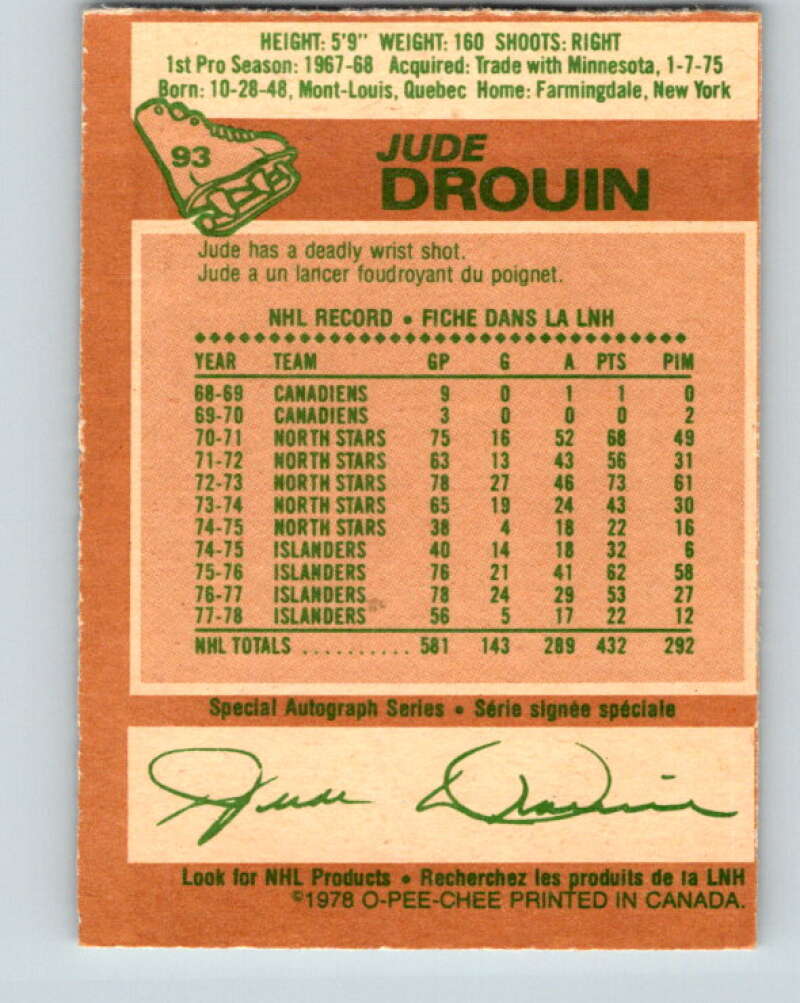 HEIGHT: 5'9" WEIGHT: 160 SHOOTS: RIGHT
1st Pro Season: 1967-68 Acquired: Trade with Minnesota, 1-7-75
Born: 10-28-48, Mont-Louis, Quebec Home: Farmingdale, New York
93
JUDE
DROUIN
Jude has a deadly wrist shot.
Jude a un lancer foudroyant du poignet.
NHL RECORD • FICHE DANS LA LNH
YEAR TEAM GP G A PTS PIM
68-69 CANADIENS 9 0 1 1 0
69-70 CANADIENS 3 0 0 0 2
70-71 NORTH STARS 75 16 52 68 49
71-72 NORTH STARS 63 13 43 56 31
72-73 NORTH STARS 78 27 46 73 61
73-74 NORTH STARS 65 19 24 43 30
74-75 NORTH STARS 38 4 18 22 16
74-75 ISLANDERS 40 14 18 32 6
75-76 ISLANDERS 76 21 41 62 58
76-77 ISLANDERS 78 24 29 53 27
77-78 ISLANDERS 56 5 17 22 12
NHL TOTALS .......... 581 143 289 432 292
Special Autograph Series • Série signée spéciale
Jude Drouin
Look for NHL Products • Recherchez les produits de la LNH
©1978 O-PEE-CHEE PRINTED IN CANADA.